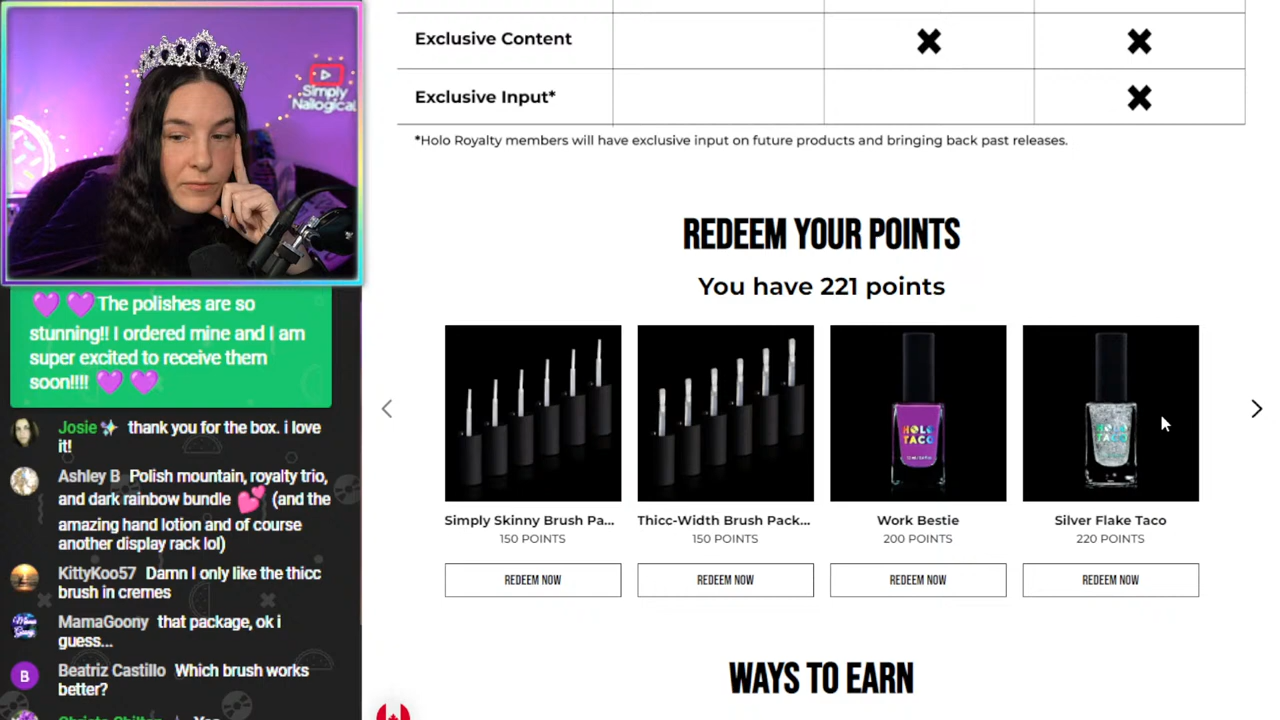 Simply
Nailogical
The polishes are so
stunning!! I ordered mine and I am
super excited to receive them
soon!!!!
Josie thank you for the box. i love
it!
Ashley B Polish mountain, royalty trio,
and dark rainbow bundle (and the
amazing hand lotion and of course
another display rack lol)
KittyKoo57 Damn I only like the thicc
brush in cremes
MamaGoony that package, ok i
guess...
B
Beatriz Castillo Which brush works
better?
Exclusive Content
Exclusive Input*
*Holo Royalty members will have exclusive input on future products and bringing back past releases.
REDEEM YOUR POINTS
You have 221 points
HOLO
TACO
HOLO
TACO
Simply Skinny Brush Pa...
Thicc-Width Brush Pack...
Work Bestie
Silver Flake Taco
150 POINTS
150 POINTS
200 POINTS
220 POINTS
REDEEM NOW
REDEEM NOW
REDEEM NOW
REDEEM NOW
WAYS TO EARN